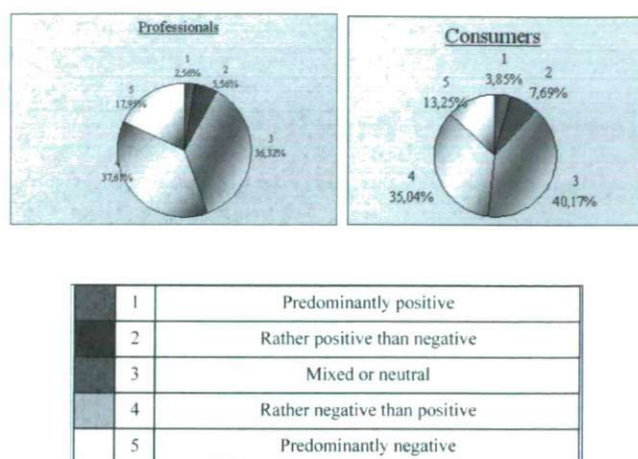 Professionals
1
2,56%
2
5,56%
3
36,32%
4
37,61%
5
17,95%
Consumers
1
3,85%
2
7,69%
3
40,17%
4
35,04%
5
13,25%
1 Predominantly positive
2 Rather positive than negative
3 Mixed or neutral
4 Rather negative than positive
5 Predominantly negative